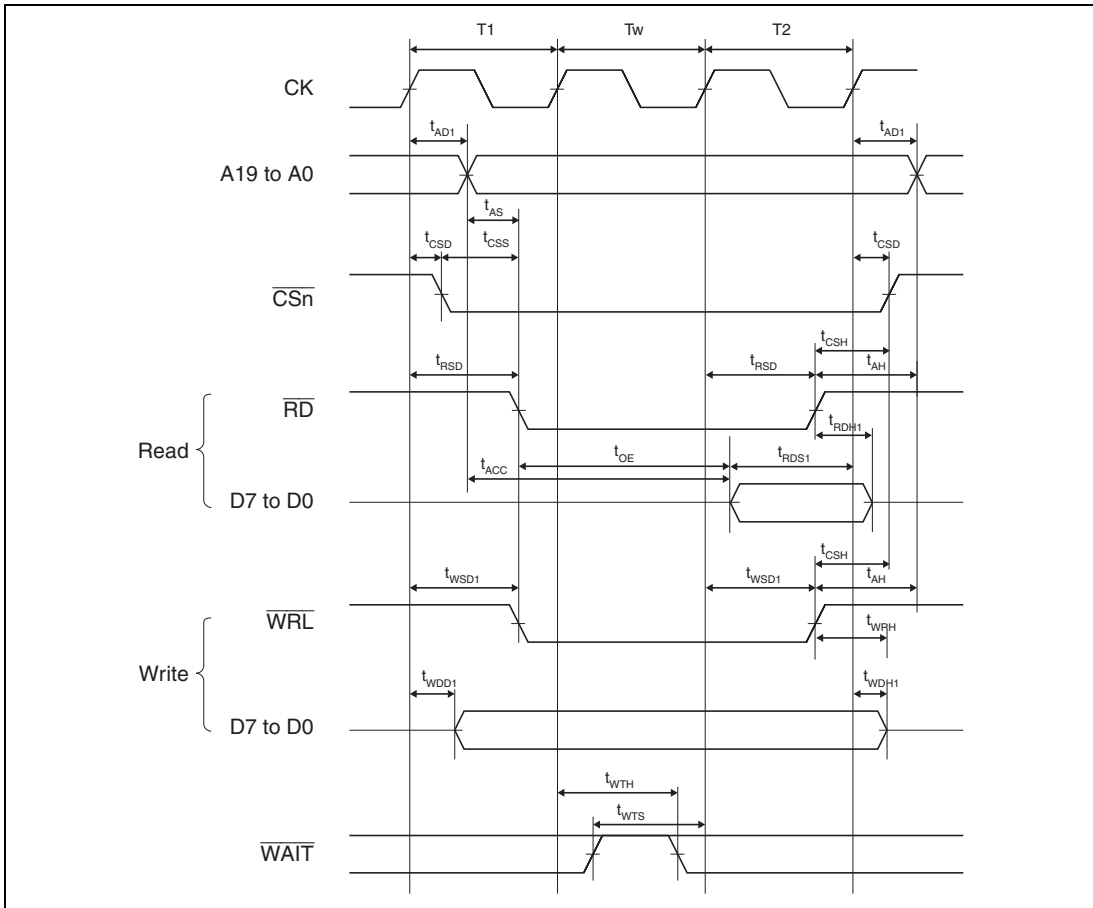 T1 Tw T2
CK
tAD1 tAD1
A19 to A0
tAS
tCSD tCSS tCSD
CSn
tCSH
tRSD tRSD tAH
RD
tRDH1
Read
tOE tRDS1
tACC
D7 to D0
tCSH
tWSD1 tWSD1 tAH
WRL
tWRH
Write
tWDD1 tWDH1
D7 to D0
tWTH
tWTS
WAIT